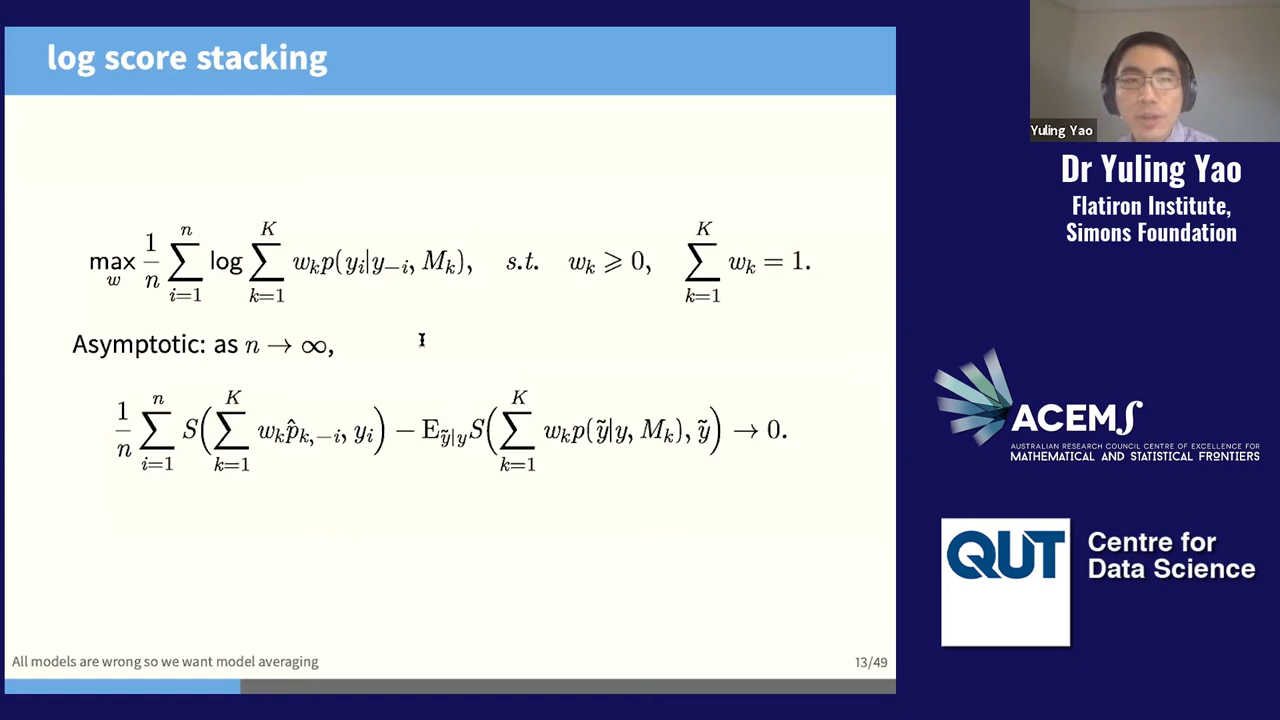 log score stacking
max_w 1/n ∑_{i=1}^{n} log ∑_{k=1}^{K} w_k p(y_i|y_{−i}, M_k), s.t. w_k ⩾ 0, ∑_{k=1}^{K} w_k = 1.
Asymptotic: as n → ∞,
1/n ∑_{i=1}^{n} S(∑_{k=1}^{K} w_k p̂_{k,−i}, y_i) − E_{ỹ|y} S(∑_{k=1}^{K} w_k p(ỹ|y, M_k), ỹ) → 0.
All models are wrong so we want model averaging
13/49
Yuling Yao
Dr Yuling Yao
Flatiron Institute,
Simons Foundation
ACEMS
AUSTRALIAN RESEARCH COUNCIL CENTRE OF EXCELLENCE FOR
MATHEMATICAL AND STATISTICAL FRONTIERS
QUT
Centre for
Data Science